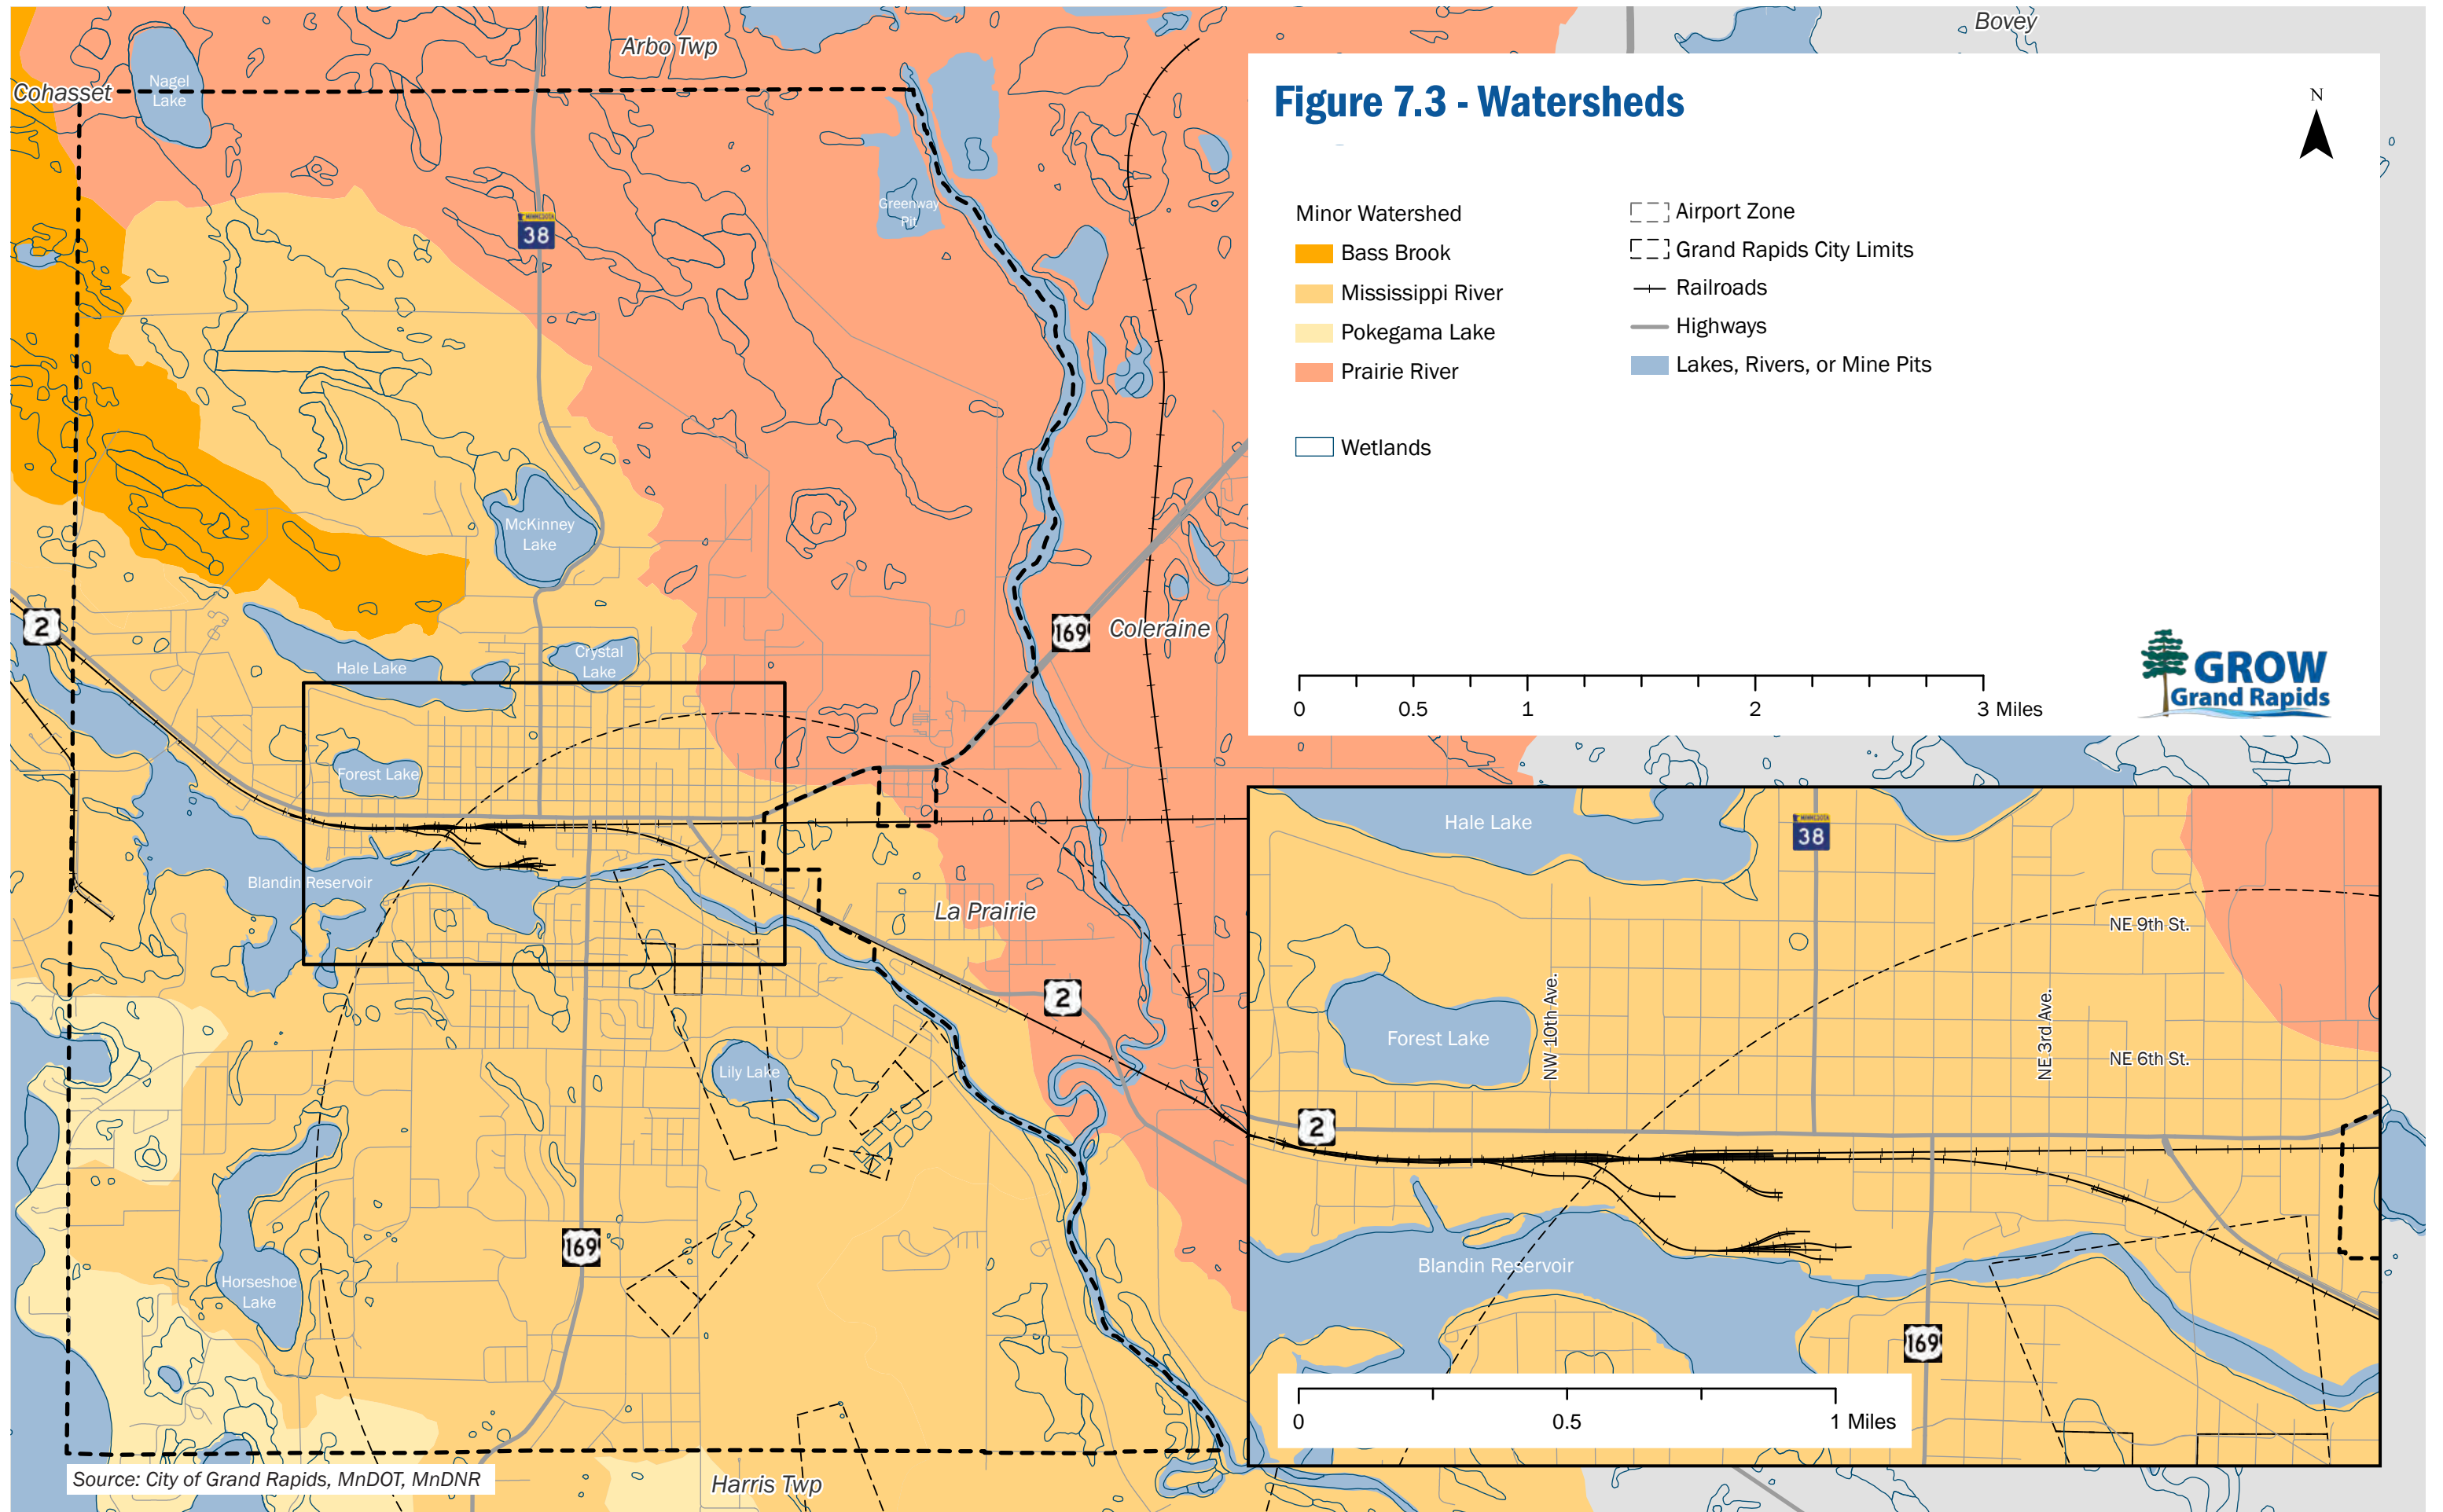 Bovey
Arbo Twp
Cohasset
Nagel
Lake
Figure 7.3 - Watersheds
N
Minor Watershed
Bass Brook
Mississippi River
Pokegama Lake
Prairie River
Wetlands
Airport Zone
Grand Rapids City Limits
Railroads
Highways
Lakes, Rivers, or Mine Pits
0 0.5 1 2 3 Miles
GROW
Grand Rapids
Greenway
Pit
MINNESOTA
38
McKinney
Lake
2
169
Coleraine
Hale Lake
Crystal
Lake
Forest Lake
Blandin Reservoir
La Prairie
2
Lily Lake
169
Horseshoe
Lake
Harris Twp
Source: City of Grand Rapids, MnDOT, MnDNR
Hale Lake
MINNESOTA
38
NE 9th St.
Forest Lake
NW 10th Ave.
NE 3rd Ave.
NE 6th St.
2
Blandin Reservoir
169
0 0.5 1 Miles